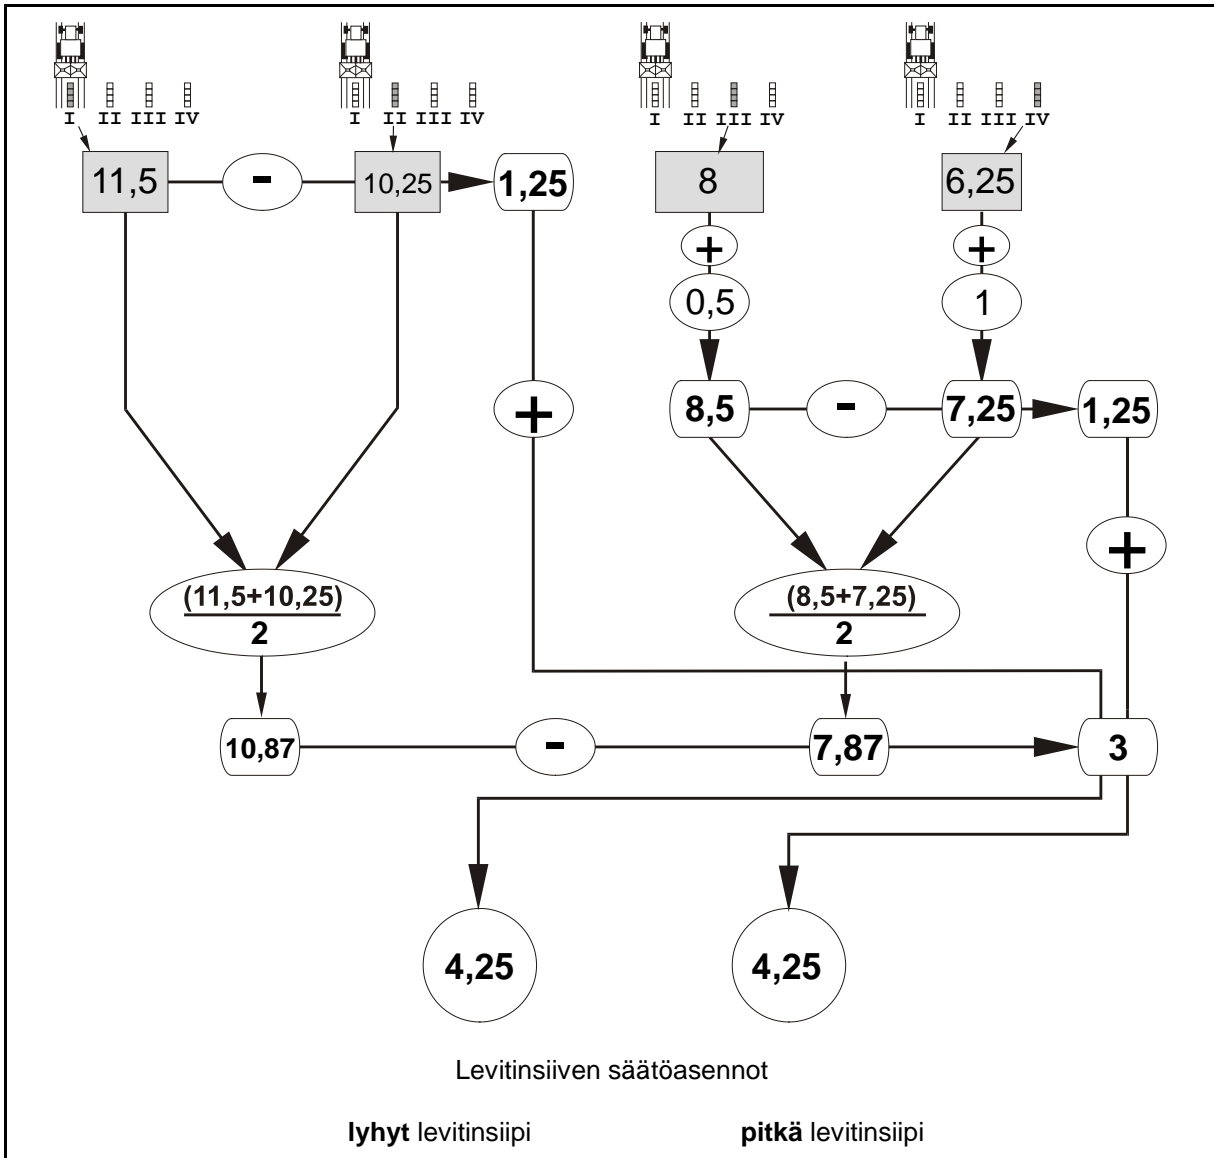 I II III IV I II III IV I II III IV I II III IV
11,5 - 10,25 1,25 8 6,25
+ +
0,5 1
+ 8,5 - 7,25 1,25
+
(11,5+10,25) (8,5+7,25)
2 2
10,87 - 7,87 3
4,25 4,25
Levitinsiiven säätöasennot
lyhyt levitinsiipi pitkä levitinsiipi